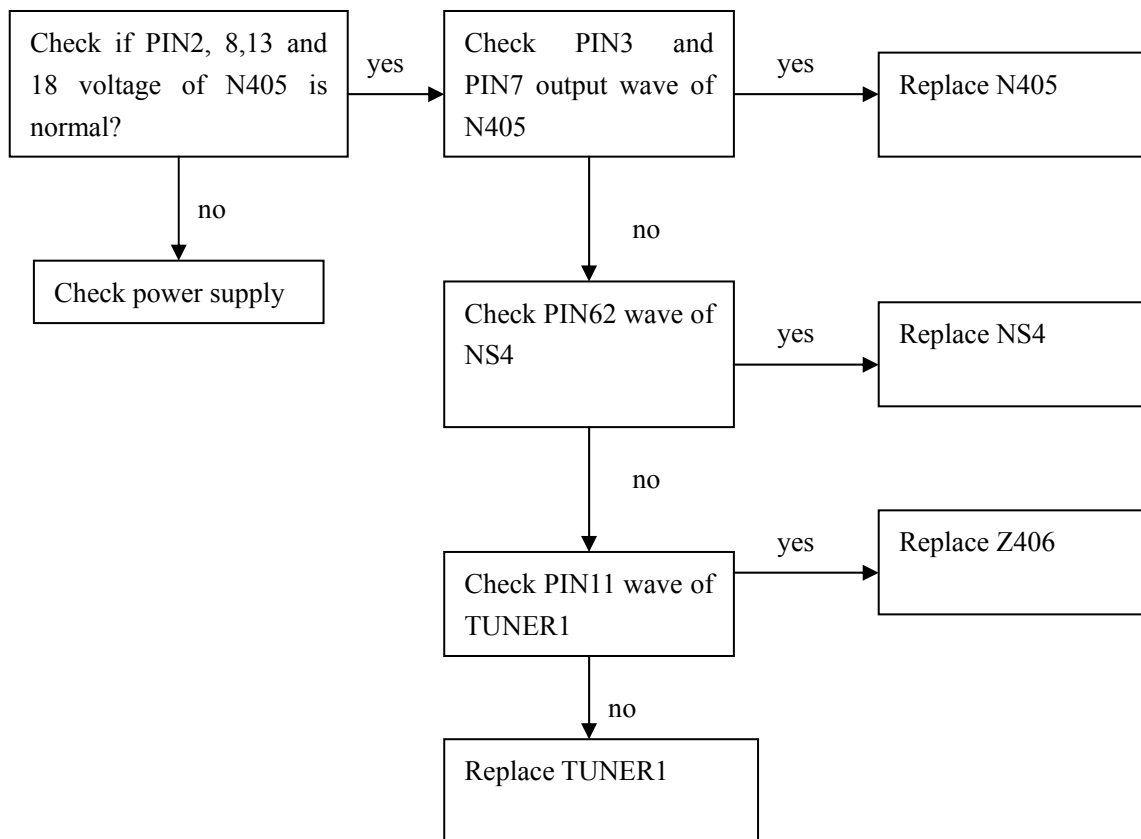 Check if PIN2, 8,13 and
18 voltage of N405 is
normal?
yes
Check PIN3 and
PIN7 output wave of
N405
yes
Replace N405
no
Check power supply
no
Check PIN62 wave of
NS4
yes
Replace NS4
no
Check PIN11 wave of
TUNER1
yes
Replace Z406
no
Replace TUNER1